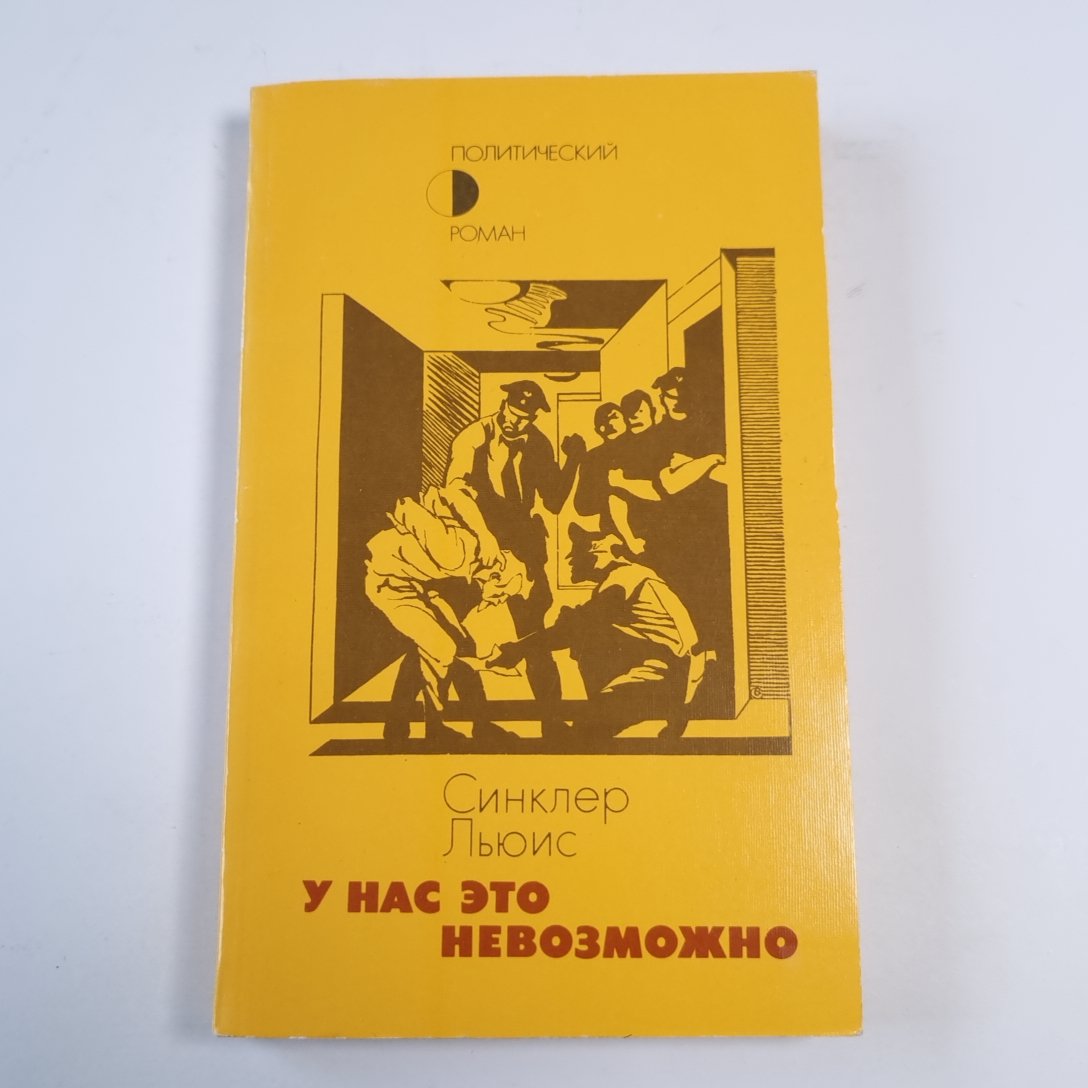 ПОЛИТИЧЕСКИЙ
РОМАН
Синклер
Льюис
У НАС ЭТО
НЕВОЗМОЖНО